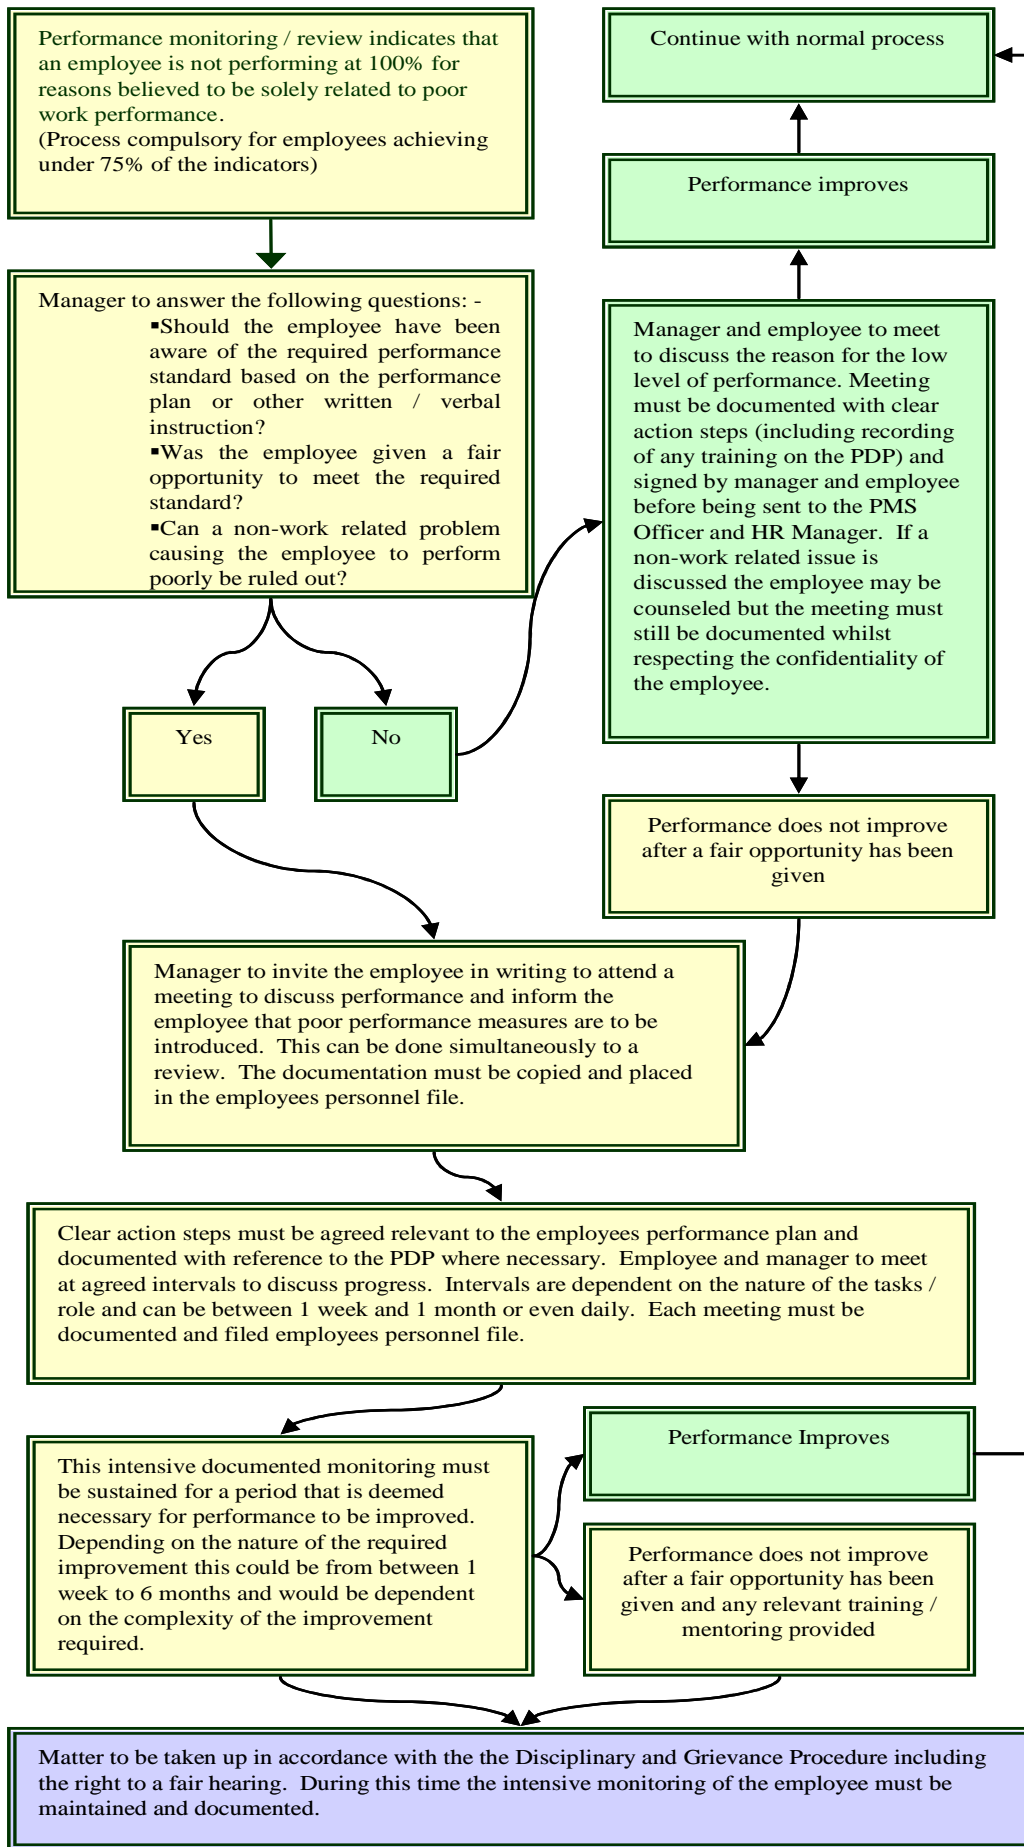 Performance monitoring / review indicates that
an employee is not performing at 100% for
reasons believed to be solely related to poor
work performance.
(Process compulsory for employees achieving
under 75% of the indicators)
Continue with normal process
Performance improves
Manager to answer the following questions: -
▪Should the employee have been
aware of the required performance
standard based on the performance
plan or other written / verbal
instruction?
▪Was the employee given a fair
opportunity to meet the required
standard?
▪Can a non-work related problem
causing the employee to perform
poorly be ruled out?
Manager and employee to meet
to discuss the reason for the low
level of performance. Meeting
must be documented with clear
action steps (including recording
of any training on the PDP) and
signed by manager and employee
before being sent to the PMS
Officer and HR Manager.  If a
non-work related issue is
discussed the employee may be
counseled but the meeting must
still be documented whilst
respecting the confidentiality of
the employee.
Yes
No
Performance does not improve
after a fair opportunity has been
given
Manager to invite the employee in writing to attend a
meeting to discuss performance and inform the
employee that poor performance measures are to be
introduced.  This can be done simultaneously to a
review.  The documentation must be copied and placed
in the employees personnel file.
Clear action steps must be agreed relevant to the employees performance plan and
documented with reference to the PDP where necessary.  Employee and manager to meet
at agreed intervals to discuss progress.  Intervals are dependent on the nature of the tasks /
role and can be between 1 week and 1 month or even daily.  Each meeting must be
documented and filed employees personnel file.
This intensive documented monitoring must
be sustained for a period that is deemed
necessary for performance to be improved.
Depending on the nature of the required
improvement this could be from between 1
week to 6 months and would be dependent
on the complexity of the improvement
required.
Performance Improves
Performance does not improve
after a fair opportunity has been
given and any relevant training /
mentoring provided
Matter to be taken up in accordance with the the Disciplinary and Grievance Procedure including
the right to a fair hearing.  During this time the intensive monitoring of the employee must be
maintained and documented.